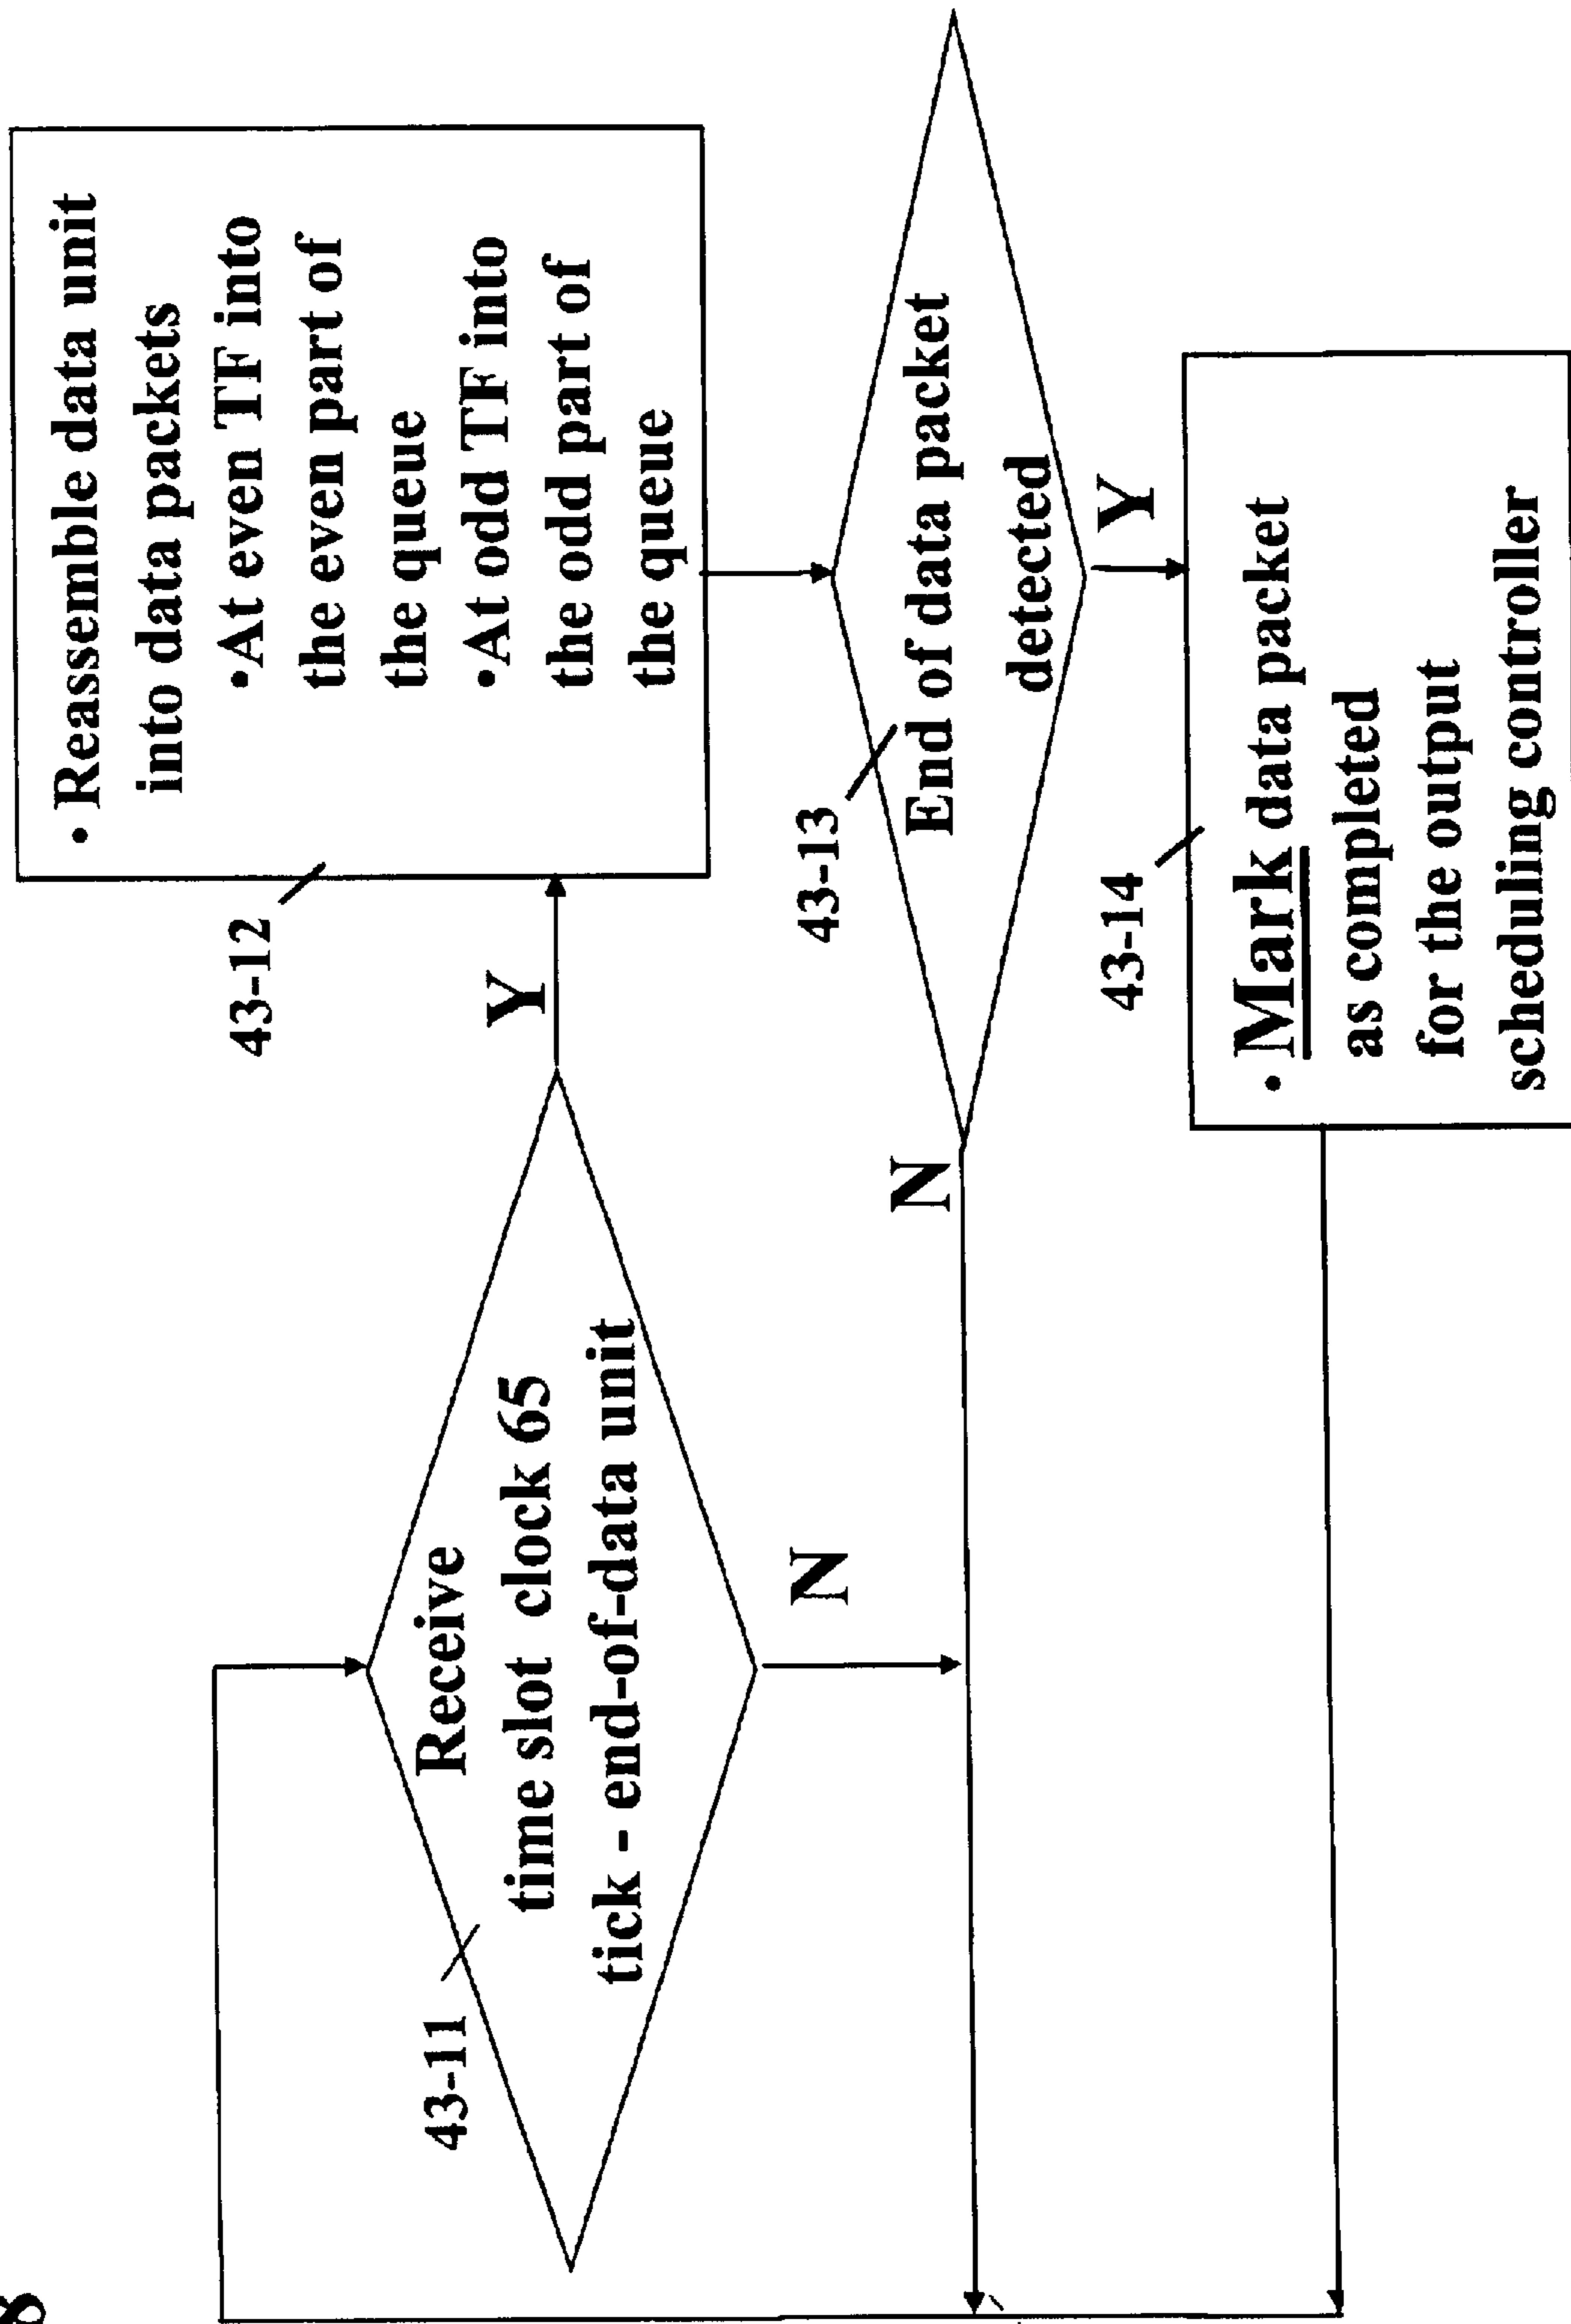 8
43-11
Receive
time slot clock 65
tick - end-of-data unit
Y
N
43-12
• Reassemble data unit
into data packets
•At even TF into
the even part of
the queue
•At odd TF into
the odd part of
the queue
43-13
End of data packet
detected
N
Y
43-14
• Mark data packet
as completed
for the output
scheduling controller